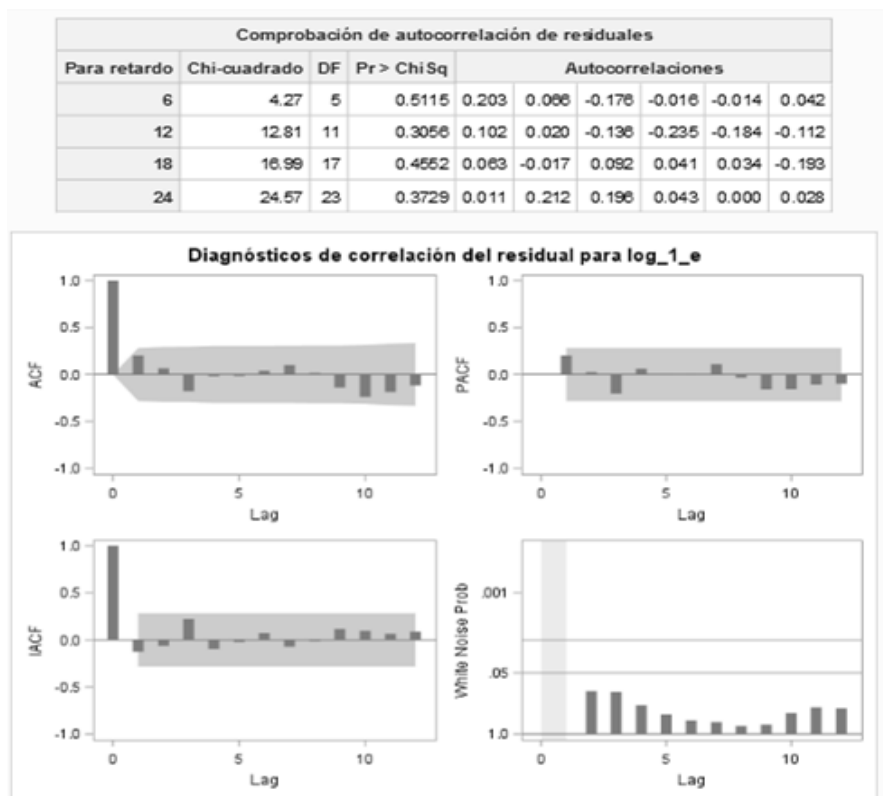 Comprobación de autocorrelación de residuales
Para retardo Chi-cuadrado DF Pr > ChiSq Autocorrelaciones
6 4.27 5 0.5115 0.203 0.066 -0.176 -0.016 -0.014 0.042
12 12.81 11 0.3056 0.102 0.020 -0.136 -0.235 -0.184 -0.112
18 16.99 17 0.4552 0.063 -0.017 0.092 0.041 0.034 -0.193
24 24.57 23 0.3729 0.011 0.212 0.196 0.043 0.000 0.028
Diagnósticos de correlación del residual para log_1_e
1.0
0.5
0.0
-0.5
-1.0
ACF
0 5 10
Lag
1.0
0.5
0.0
-0.5
-1.0
PACF
0 5 10
Lag
1.0
0.5
0.0
-0.5
-1.0
IACF
0 5 10
Lag
.001
.05
1.0
White Noise Prob
0 5 10
Lag